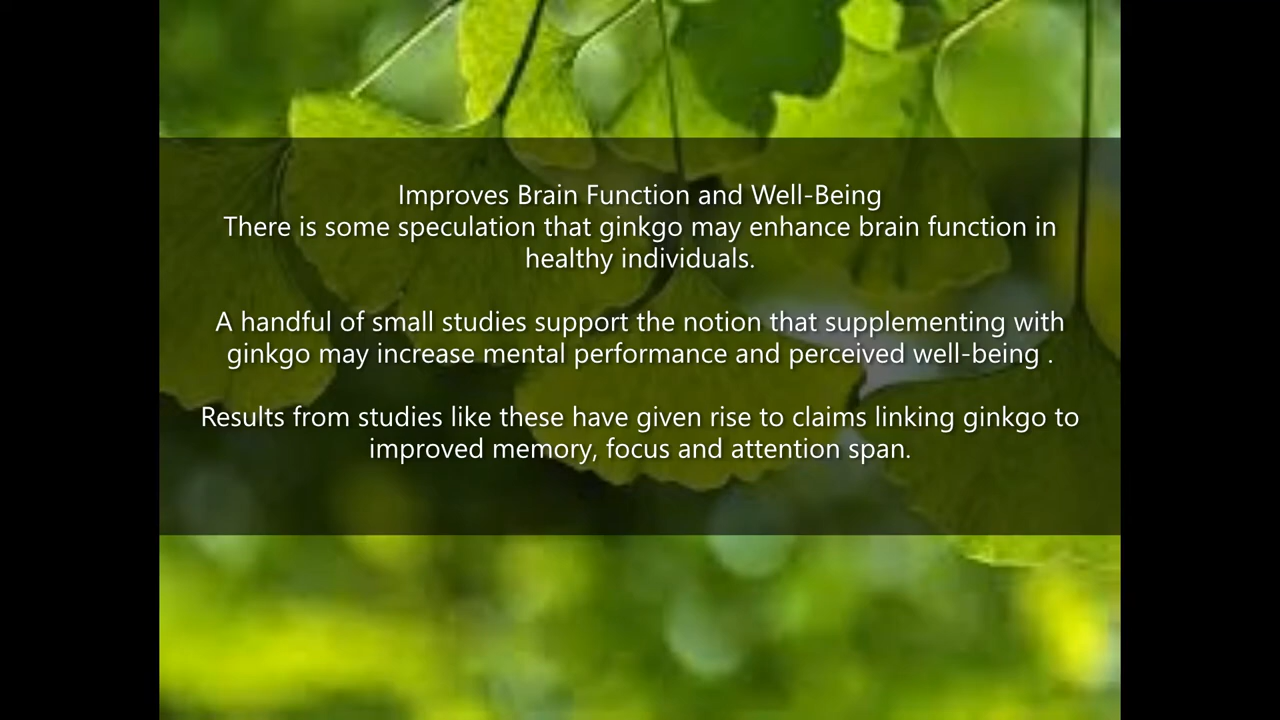 Improves Brain Function and Well-Being
There is some speculation that ginkgo may enhance brain function in
healthy individuals.
A handful of small studies support the notion that supplementing with
ginkgo may increase mental performance and perceived well-being .
Results from studies like these have given rise to claims linking ginkgo to
improved memory, focus and attention span.